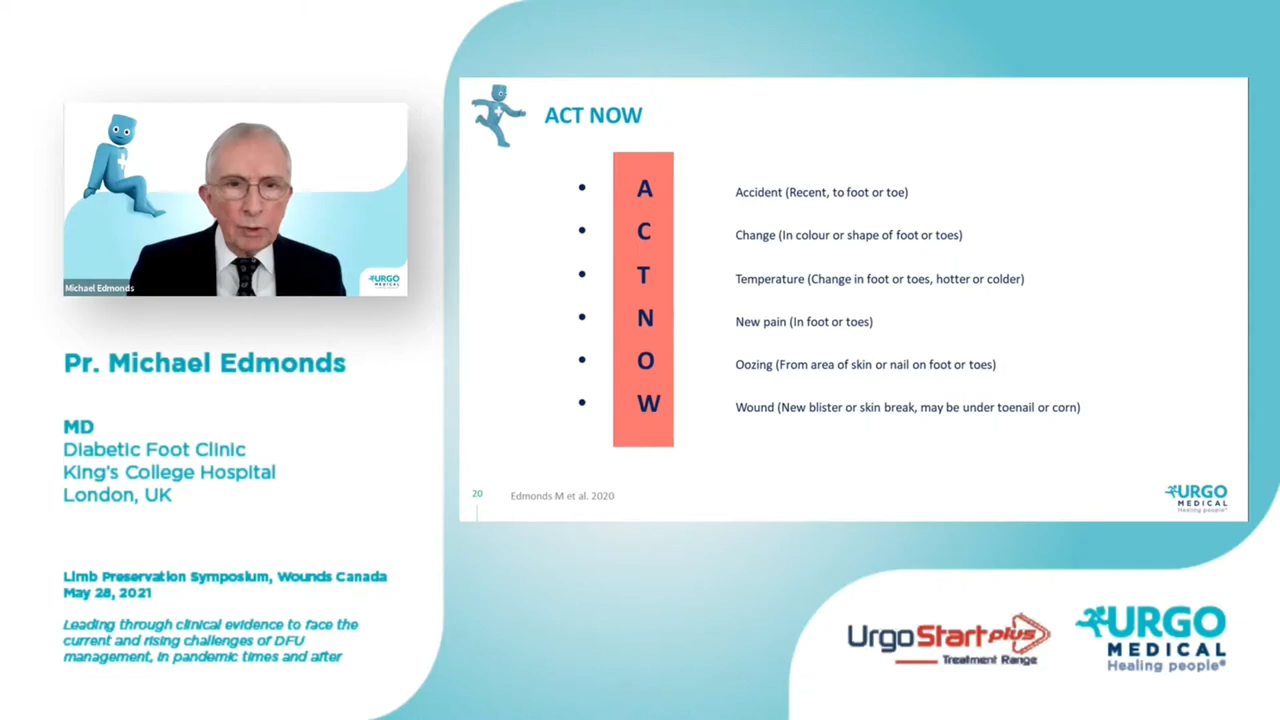 Michael Edmonds
URGO
MEDICAL
Pr. Michael Edmonds
MD
Diabetic Foot Clinic
King's College Hospital
London, UK
Limb Preservation Symposium, Wounds Canada
May 28, 2021
Leading through clinical evidence to face the
current and rising challenges of DFU
management, in pandemic times and after
ACT NOW
• A Accident (Recent, to foot or toe)
• C Change (In colour or shape of foot or toes)
• T Temperature (Change in foot or toes, hotter or colder)
• N New pain (In foot or toes)
• O Oozing (From area of skin or nail on foot or toes)
• W Wound (New blister or skin break, may be under toenail or corn)
20 Edmonds M et al. 2020
URGO
MEDICAL
Healing people®
UrgoStart plus
Treatment Range
URGO
MEDICAL
Healing people®